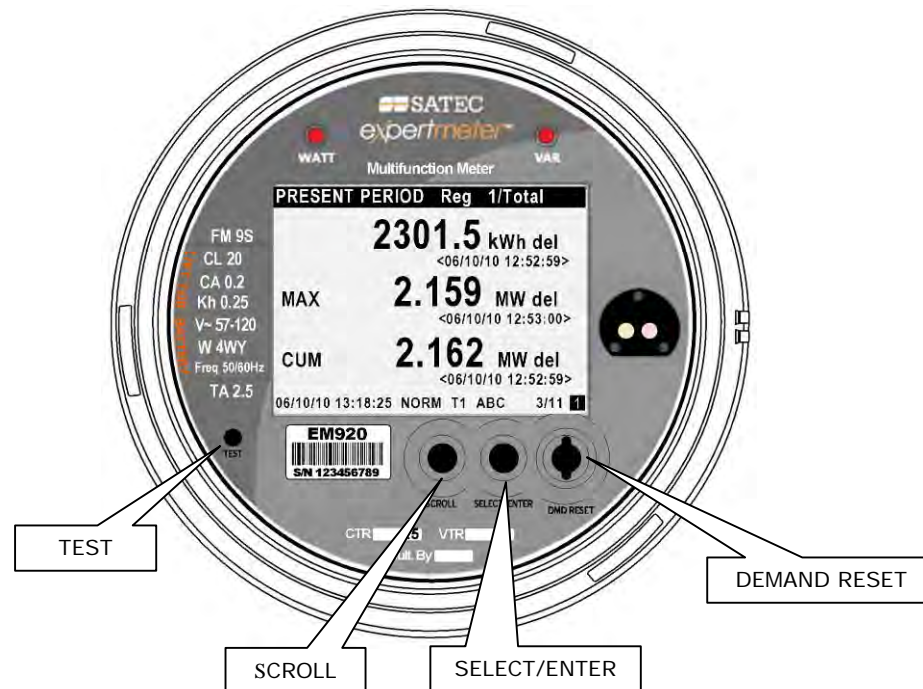 SATEC
expertmeter™
WATT
VAR
Multifunction Meter
PRESENT PERIOD Reg 1/Total
2301.5 kWh del
<06/10/10 12:52:59>
MAX 2.159 MW del
<06/10/10 12:53:00>
CUM 2.162 MW del
<06/10/10 12:52:59>
06/10/10 13:18:25 NORM T1 ABC 3/11 1
FM 9S
CL 20
CA 0.2
Kh 0.25
V~ 57-120
W 4WY
Freq 50/60Hz
TA 2.5
TEST
EM920
S/N 123456789
SCROLL
SELECT/ENTER
DMD RESET
CTR 5 VTR
ult. By
TEST
DEMAND RESET
SCROLL
SELECT/ENTER